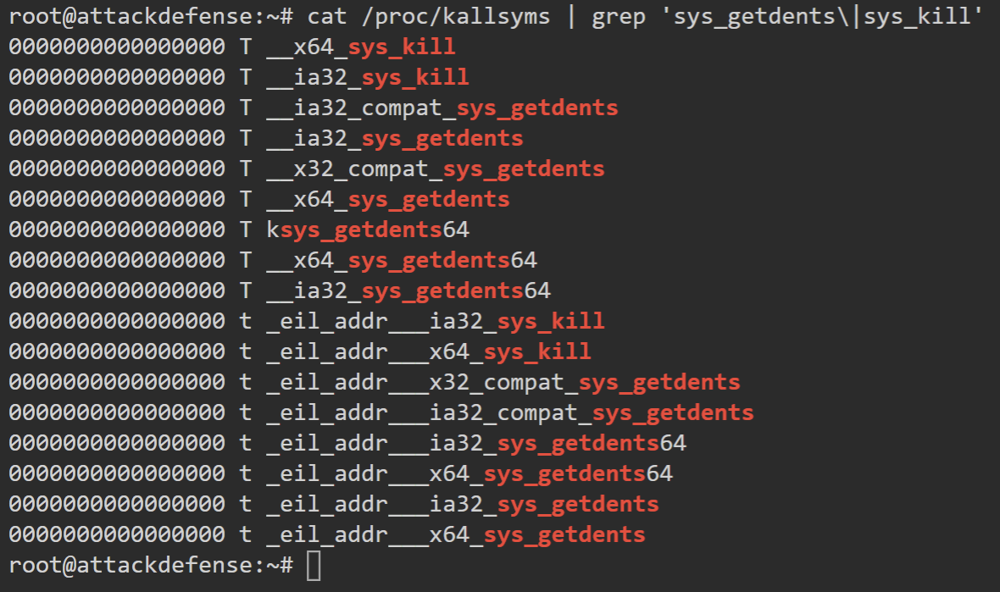 root@attackdefense:~# cat /proc/kallsyms | grep 'sys_getdents\|sys_kill'
0000000000000000 T __x64_sys_kill
0000000000000000 T __ia32_sys_kill
0000000000000000 T __ia32_compat_sys_getdents
0000000000000000 T __ia32_sys_getdents
0000000000000000 T __x32_compat_sys_getdents
0000000000000000 T __x64_sys_getdents
0000000000000000 T ksys_getdents64
0000000000000000 T __x64_sys_getdents64
0000000000000000 T __ia32_sys_getdents64
0000000000000000 t _eil_addr___ia32_sys_kill
0000000000000000 t _eil_addr___x64_sys_kill
0000000000000000 t _eil_addr___x32_compat_sys_getdents
0000000000000000 t _eil_addr___ia32_compat_sys_getdents
0000000000000000 t _eil_addr___ia32_sys_getdents64
0000000000000000 t _eil_addr___x64_sys_getdents64
0000000000000000 t _eil_addr___ia32_sys_getdents
0000000000000000 t _eil_addr___x64_sys_getdents
root@attackdefense:~#